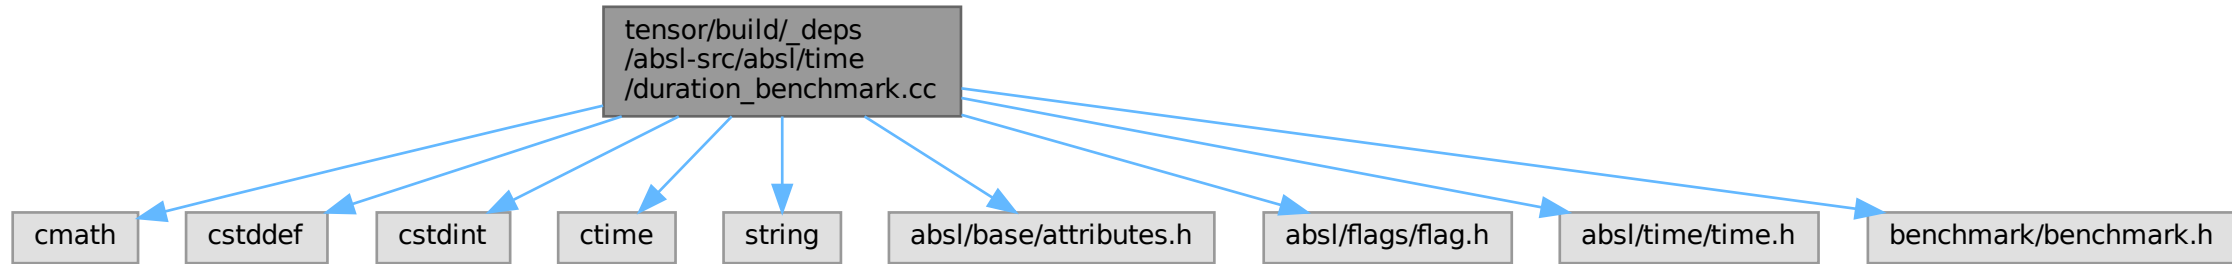 tensor/build/_deps
/absl-src/absl/time
/duration_benchmark.cc
cmath
cstddef
cstdint
ctime
string
absl/base/attributes.h
absl/flags/flag.h
absl/time/time.h
benchmark/benchmark.h